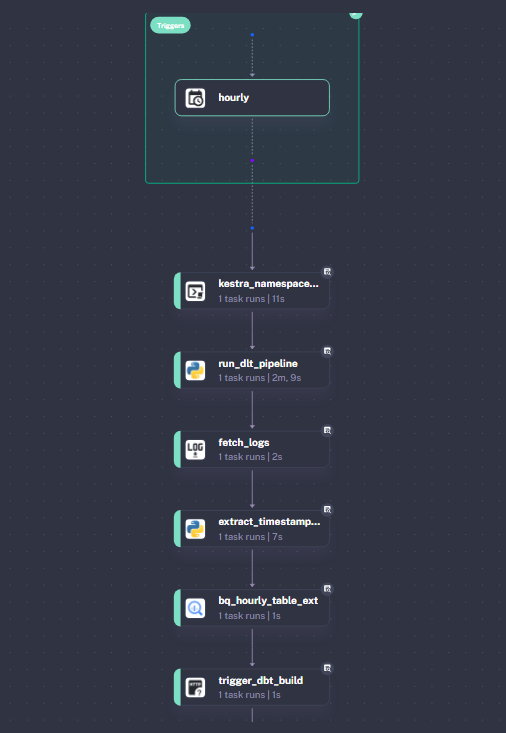 Triggers
hourly
kestra_namespace...
1 task runs | 11s
run_dlt_pipeline
1 task runs | 2m, 9s
LOG
fetch_logs
1 task runs | 2s
extract_timestamp...
1 task runs | 7s
bq_hourly_table_ext
1 task runs | 1s
HTTP
trigger_dbt_build
1 task runs | 1s